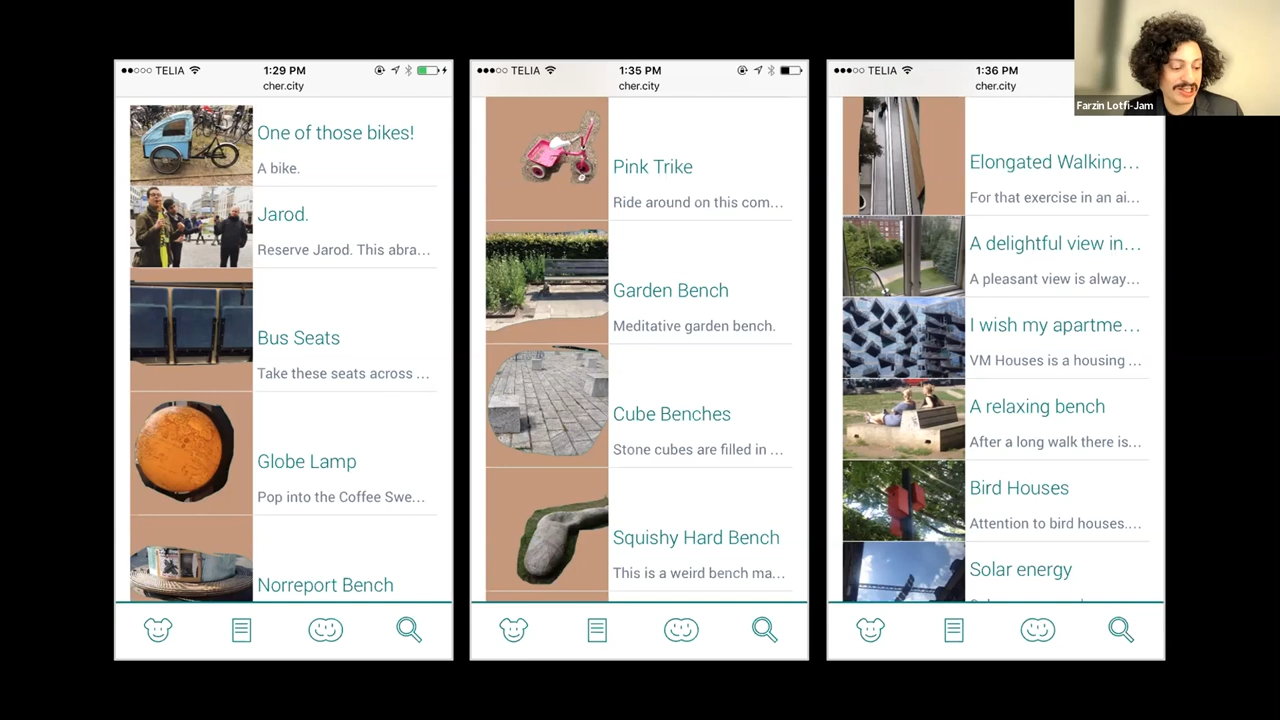 TELIA 1:29 PM
cher.city
One of those bikes!
A bike.
Jarod.
Reserve Jarod. This abra…
Bus Seats
Take these seats across …
Globe Lamp
Pop into the Coffee Swe…
Norreport Bench
TELIA 1:35 PM
cher.city
Pink Trike
Ride around on this com…
Garden Bench
Meditative garden bench.
Cube Benches
Stone cubes are filled in …
Squishy Hard Bench
This is a weird bench ma…
TELIA 1:36 PM
cher.city
Elongated Walking…
For that exercise in an ai…
A delightful view in…
A pleasant view is alway…
I wish my apartme…
VM Houses is a housing …
A relaxing bench
After a long walk there is…
Bird Houses
Attention to bird houses.…
Solar energy
Farzin Lotfi-Jam